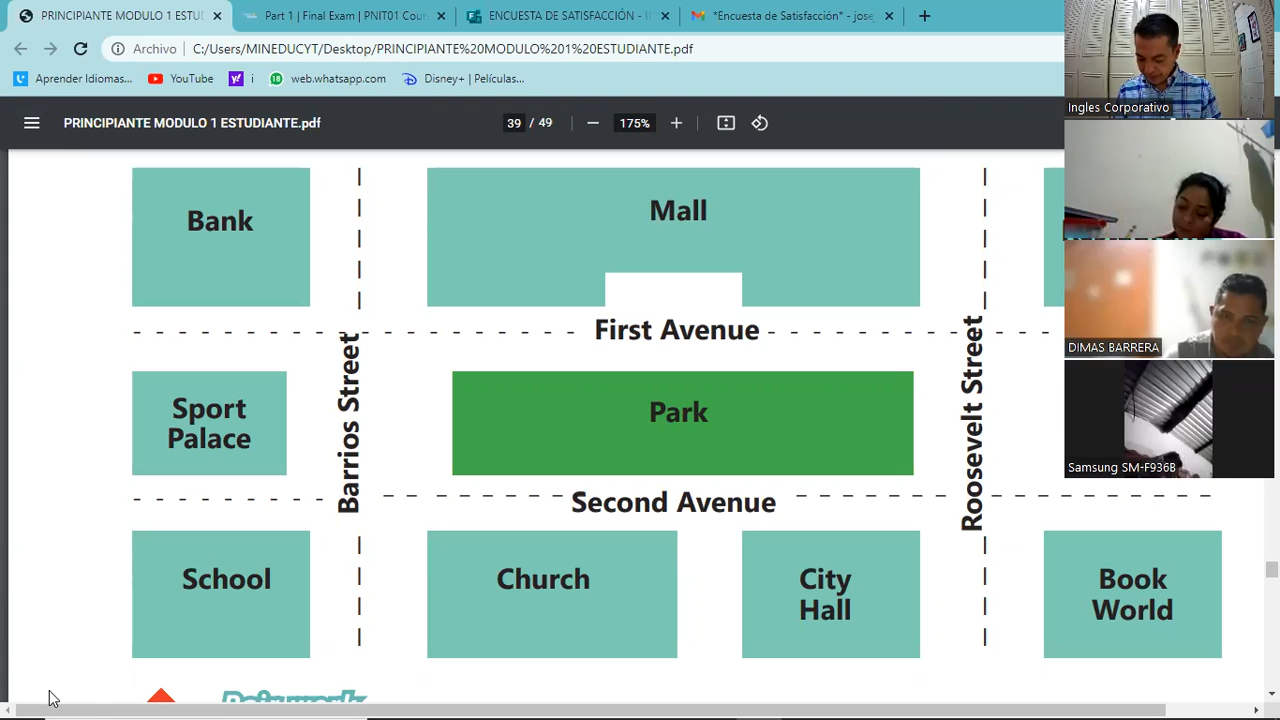 PRINCIPIANTE MODULO 1 ESTUD
Part 1 | Final Exam | PNIT01 Cour
ENCUESTA DE SATISFACCIÓN - 
*Encuesta de Satisfacción* - jose
Archivo
C:/Users/MINEDUCYT/Desktop/PRINCIPIANTE%20MODULO%201%20ESTUDIANTE.pdf
Aprender Idiomas...
YouTube
i
web.whatsapp.com
Disney+ | Películas,...
Ingles Corporativo
PRINCIPIANTE MODULO 1 ESTUDIANTE.pdf
39 / 49
175%
Bank
Mall
First Avenue
Barrios Street
Roosevelt Street
DIMAS BARRERA
Sport
Palace
Park
Samsung SM-F936B
Second Avenue
School
Church
City
Hall
Book
World
Pairwork